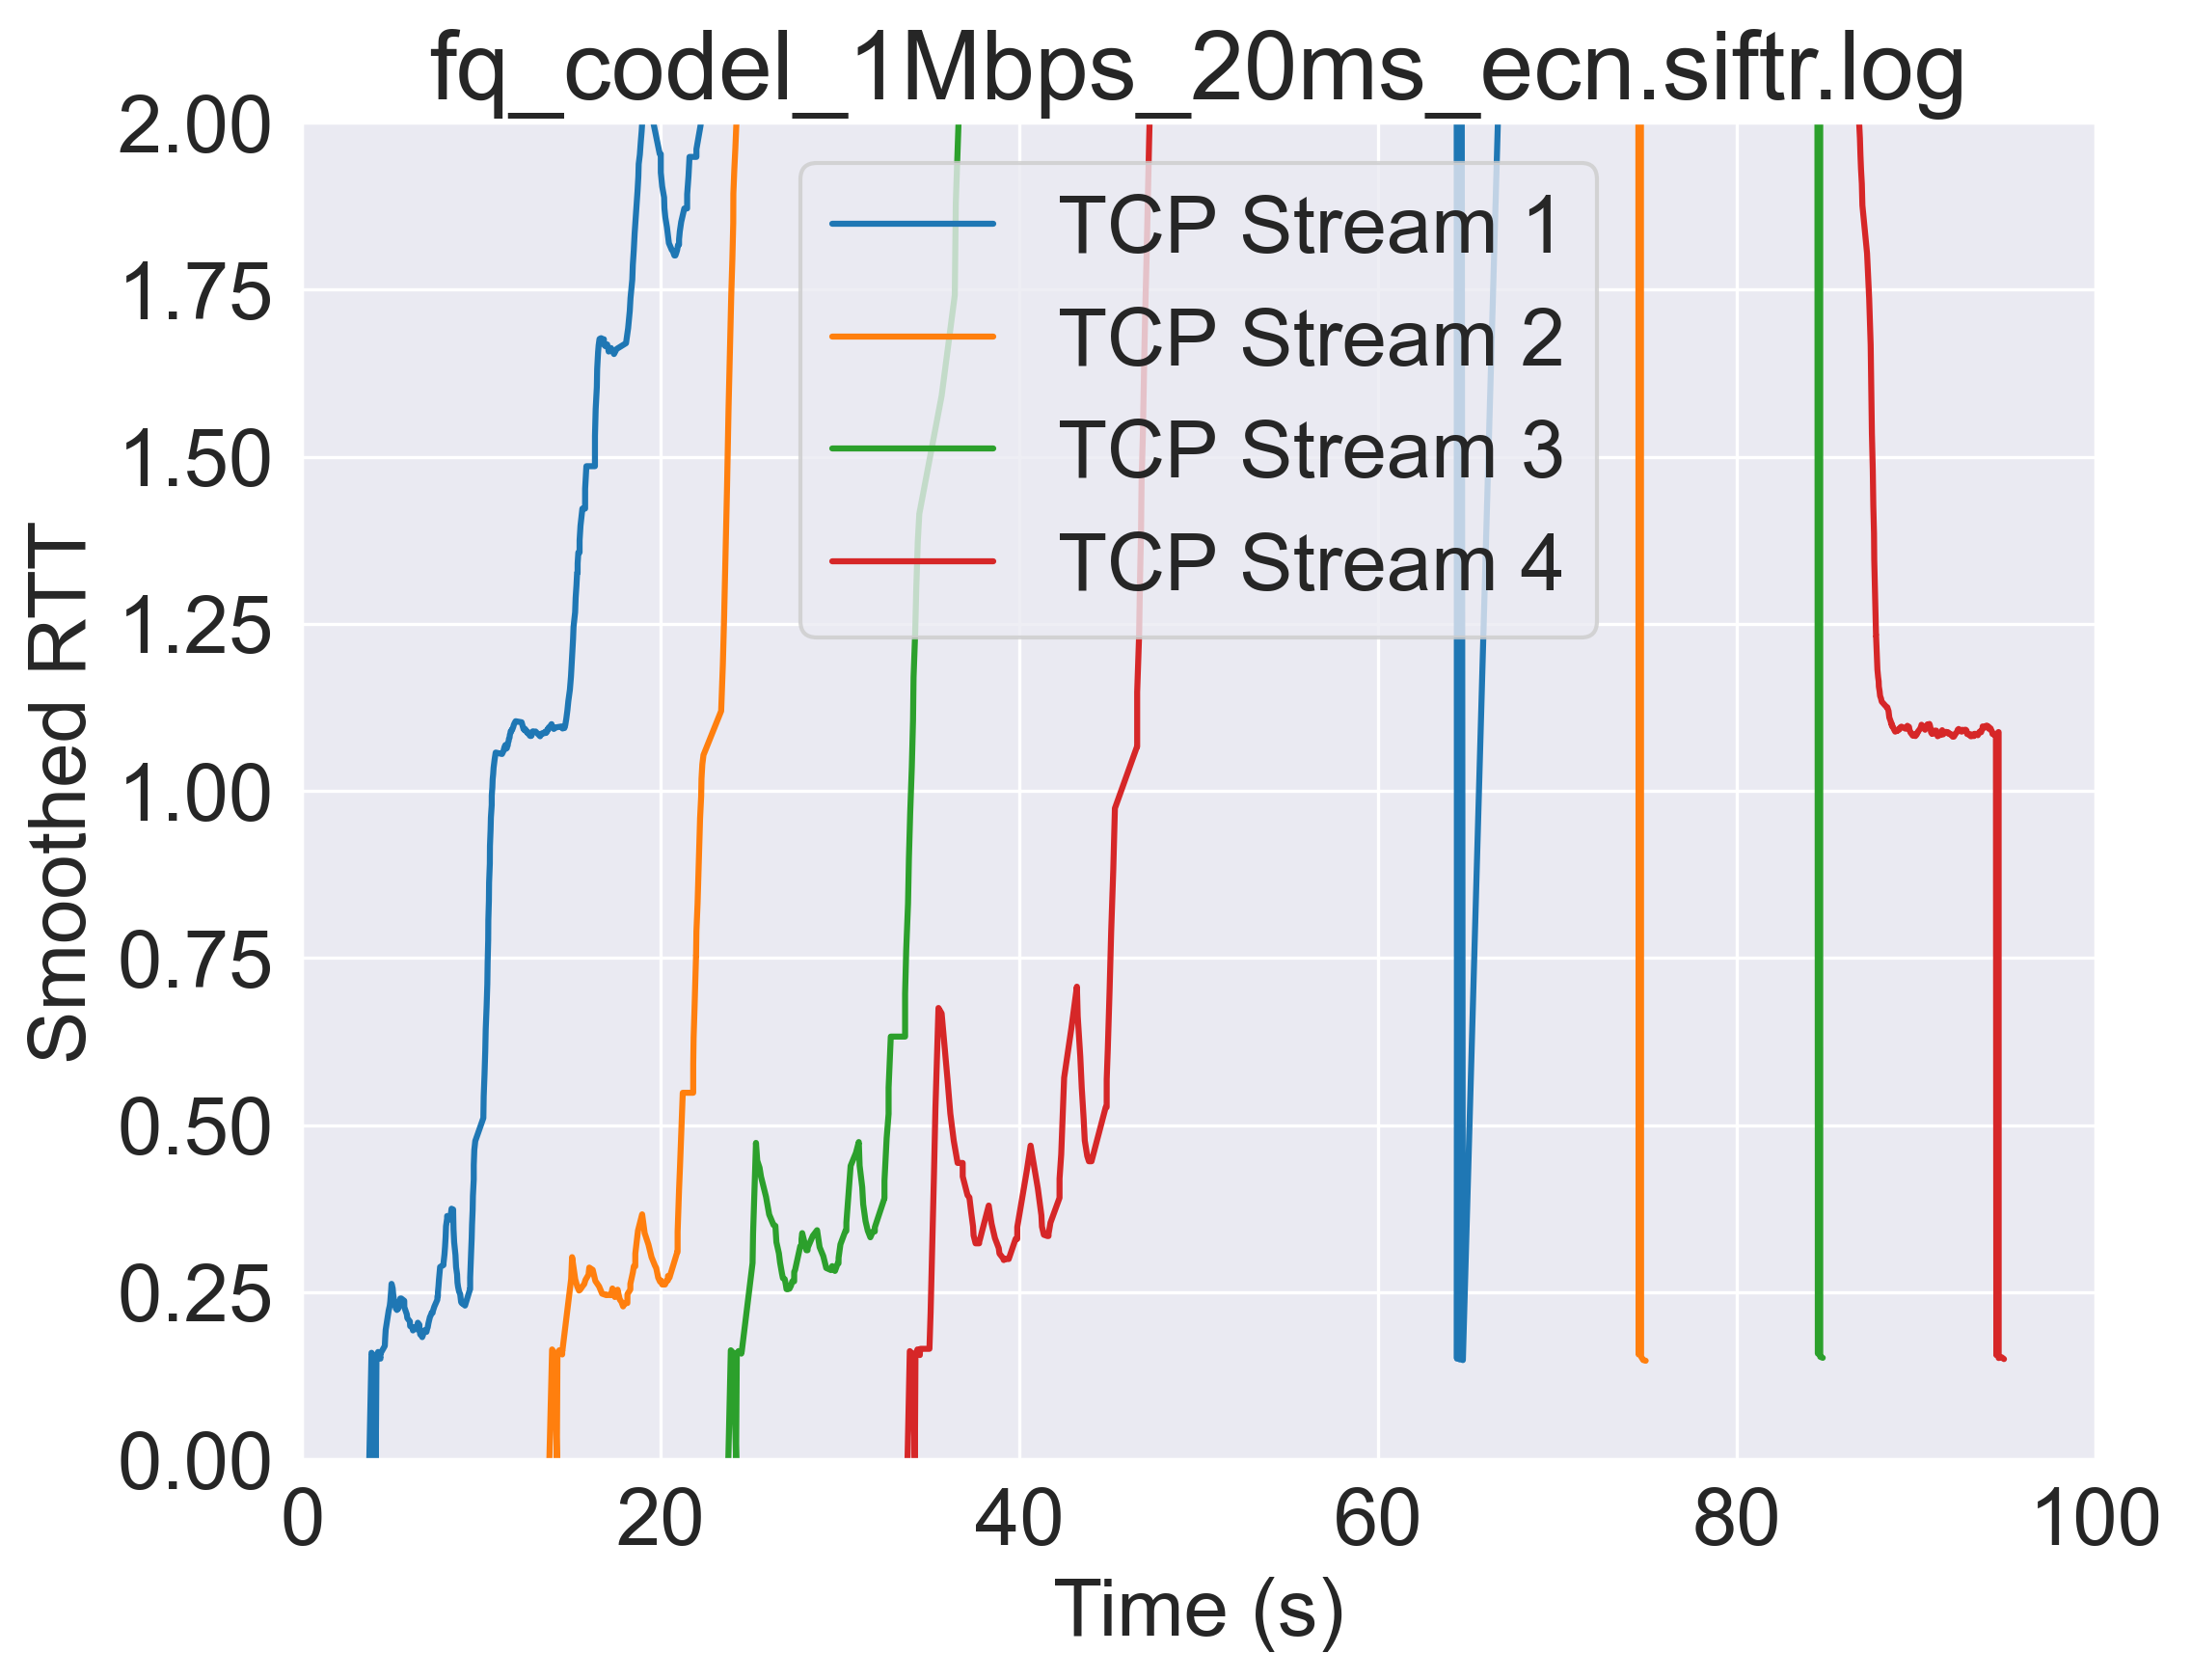 fq_codel_1Mbps_20ms_ecn.siftr.log
2.00
1.75
1.50
1.25
1.00
0.75
0.50
0.25
0.00
Smoothed RTT
TCP Stream 1
TCP Stream 2
TCP Stream 3
TCP Stream 4
0 20 40 60 80 100
Time (s)